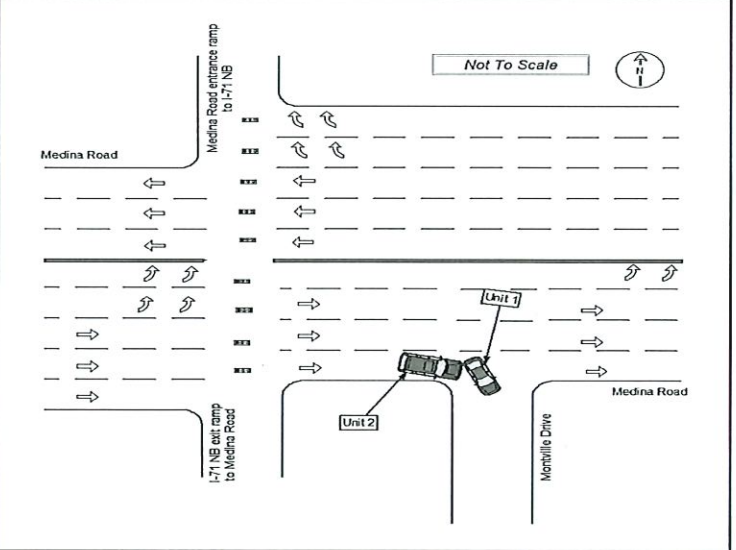 Medina Road entrance ramp
to I-71 NB
Not To Scale
N
Medina Road
Unit 1
Medina Road
Unit 2
I-71 NB exit ramp
to Medina Road
Montville Drive